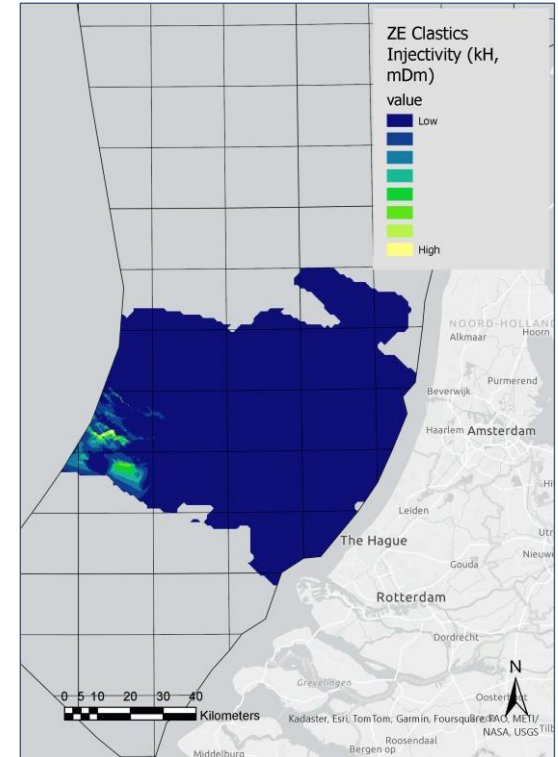 ZE Clastics
Injectivity (kH,
mDm)
value
Low
High
NOORD-HOLLAND
Alkmaar
Hoorn
Purmerend
Beverwijk
Haarlem
Amsterdam
Leiden
The Hague
Gouda
Rotterdam
Dordrecht
N
Grevelingen
0 5 10 20 30 40
Kilometers
Kadaster, Esri, TomTom, Garmin, Foursquare, FAO, METI/
NASA, USGS
Roosendaal
Middelburg
Bergen op